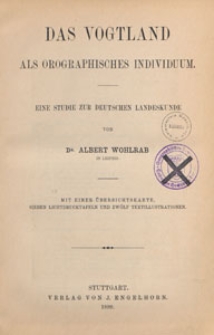 DAS VOGTLAND
ALS OROGRAPHISCHES INDIVIDUUM.
EINE STUDIE ZUR DEUTSCHEN LANDESKUNDE
VON
DR. ALBERT WOHLRAB
IN LEIPZIG.
MIT EINER ÜBERSICHTSKARTE,
SIEBEN LICHTDRUCKTAFELN UND ZWÖLF TEXTILLUSTRATIONEN.
STUTTGART.
VERLAG VON J. ENGELHORN.